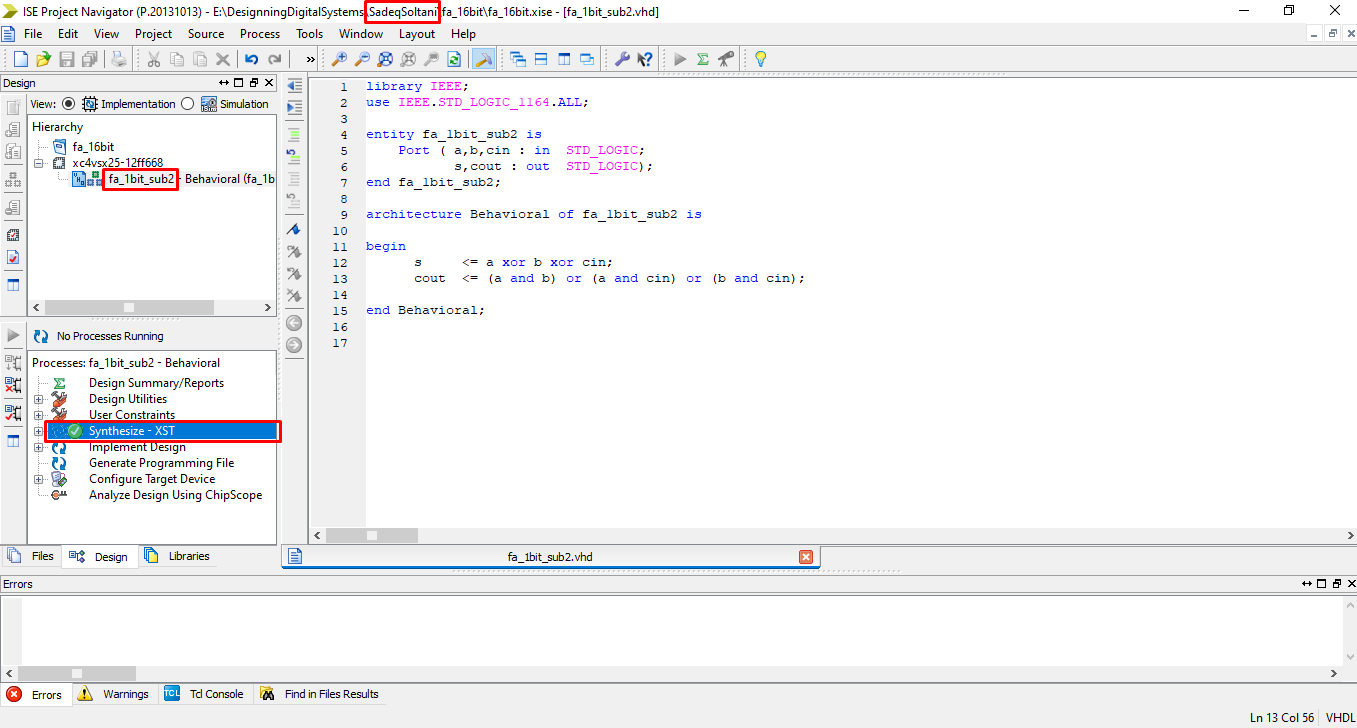 ISE Project Navigator (P.20131013) - E:\DesignningDigitalSystems\.SadeqSoltani\fa_16bit\fa_16bit.xise - [fa_1bit_sub2.vhd]
File Edit View Project Source Process Tools Window Layout Help
Design
View: Implementation Simulation
Hierarchy
fa_16bit
xc4vsx25-12ff668
fa_1bit_sub2 - Behavioral (fa_1b
No Processes Running
Processes: fa_1bit_sub2 - Behavioral
Design Summary/Reports
Design Utilities
User Constraints
Synthesize - XST
Implement Design
Generate Programming File
Configure Target Device
Analyze Design Using ChipScope
Files Design Libraries
1 library IEEE;
2 use IEEE.STD_LOGIC_1164.ALL;
3
4 entity fa_1bit_sub2 is
5 Port ( a,b,cin : in STD_LOGIC;
6 s,cout : out STD_LOGIC);
7 end fa_1bit_sub2;
8
9 architecture Behavioral of fa_1bit_sub2 is
10
11 begin
12 s <= a xor b xor cin;
13 cout <= (a and b) or (a and cin) or (b and cin);
14
15 end Behavioral;
16
17
fa_1bit_sub2.vhd
Errors
Errors Warnings Tcl Console Find in Files Results
Ln 13 Col 56 VHDL